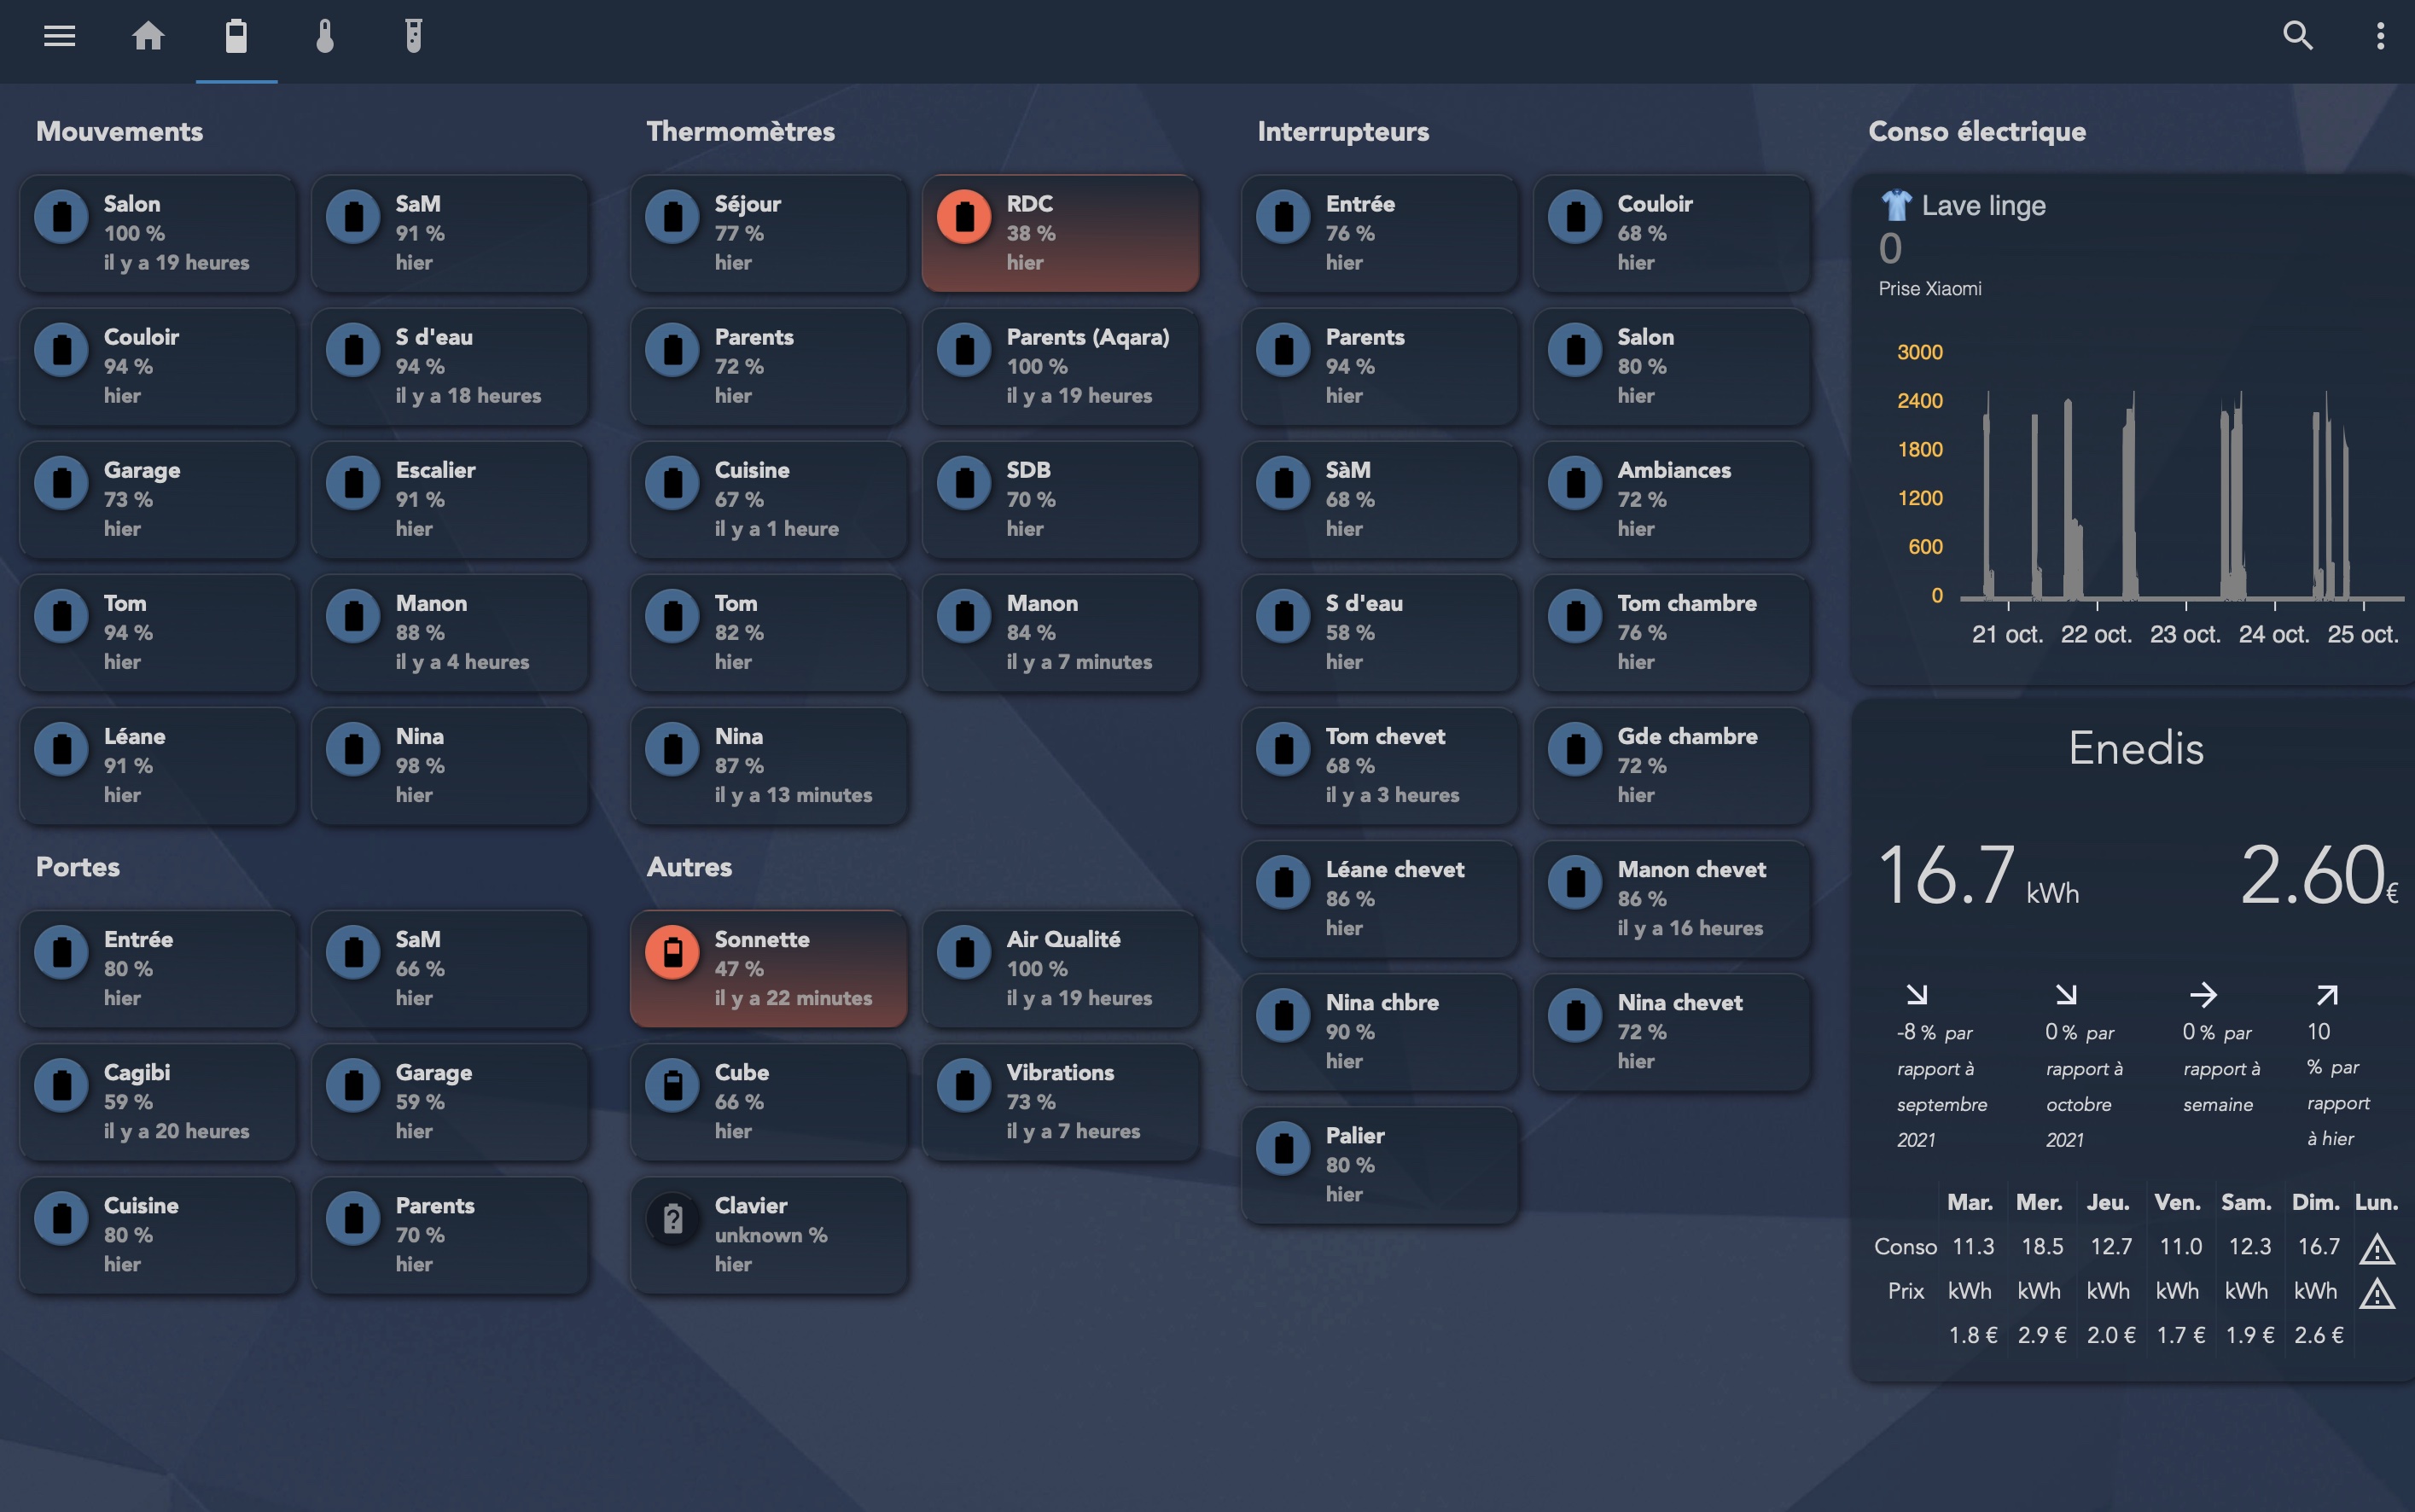 Mouvements
Salon
100 %
il y a 19 heures
SaM
91 %
hier
Couloir
94 %
hier
S d'eau
94 %
il y a 18 heures
Garage
73 %
hier
Escalier
91 %
hier
Tom
94 %
hier
Manon
88 %
il y a 4 heures
Léane
91 %
hier
Nina
98 %
hier
Portes
Entrée
80 %
hier
SaM
66 %
hier
Cagibi
59 %
il y a 20 heures
Garage
59 %
hier
Cuisine
80 %
hier
Parents
70 %
hier
Thermomètres
Séjour
77 %
hier
RDC
38 %
hier
Parents
72 %
hier
Parents (Aqara)
100 %
il y a 19 heures
Cuisine
67 %
il y a 1 heure
SDB
70 %
hier
Tom
82 %
hier
Manon
84 %
il y a 7 minutes
Nina
87 %
il y a 13 minutes
Autres
Sonnette
47 %
il y a 22 minutes
Air Qualité
100 %
il y a 19 heures
Cube
66 %
hier
Vibrations
73 %
il y a 7 heures
Clavier
unknown %
hier
Interrupteurs
Entrée
76 %
hier
Couloir
68 %
hier
Parents
94 %
hier
Salon
80 %
hier
SàM
68 %
hier
Ambiances
72 %
hier
S d'eau
58 %
hier
Tom chambre
76 %
hier
Tom chevet
68 %
il y a 3 heures
Gde chambre
72 %
hier
Léane chevet
86 %
hier
Manon chevet
86 %
il y a 16 heures
Nina chbre
90 %
hier
Nina chevet
72 %
hier
Palier
80 %
hier
Conso électrique
Lave linge
0
Prise Xiaomi
3000
2400
1800
1200
600
0
21 oct. 22 oct. 23 oct. 24 oct. 25 oct.
Enedis
16.7 kWh 2.60€
-8 % par
rapport à
septembre
2021
0 % par
rapport à
octobre
2021
0 % par
rapport à
semaine
10
% par
rapport
à hier
Mar. Mer. Jeu. Ven. Sam. Dim. Lun.
Conso 11.3 18.5 12.7 11.0 12.3 16.7
Prix kWh kWh kWh kWh kWh kWh
1.8 € 2.9 € 2.0 € 1.7 € 1.9 € 2.6 €